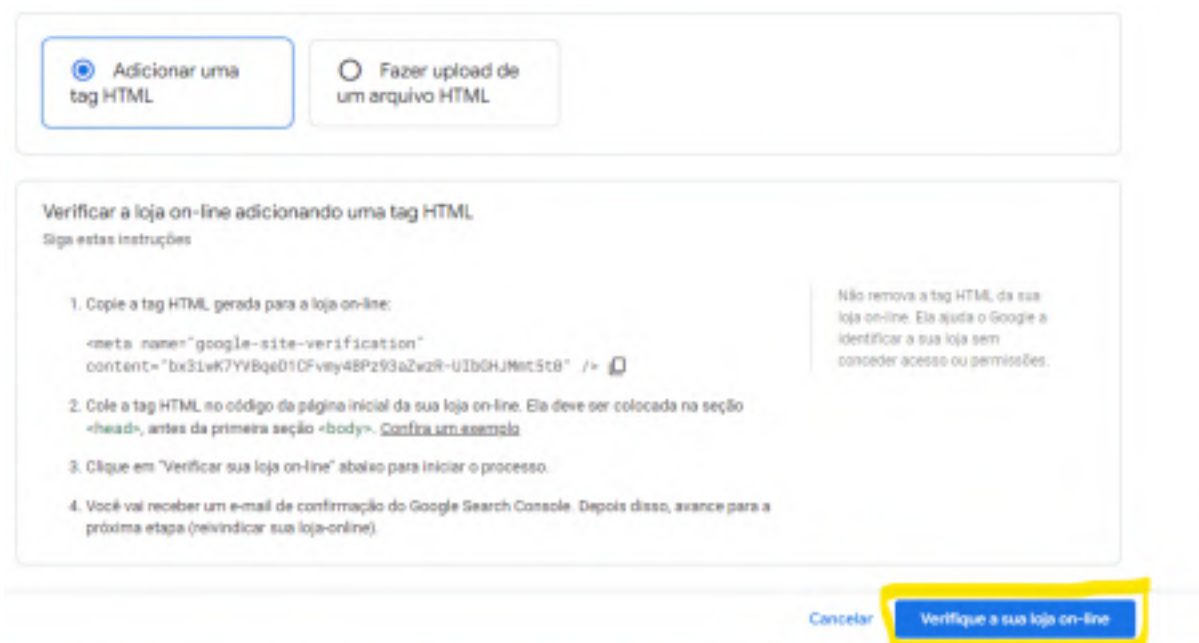 Adicionar uma
tag HTML
Fazer upload de
um arquivo HTML
Verificar a loja on-line adicionando uma tag HTML
Siga estas instruções
1. Copie a tag HTML gerada para a loja on-line:
<meta name="google-site-verification"
content=" " />
2. Cole a tag HTML no código da página inicial da sua loja on-line. Ela deve ser colocada na seção
<head>, antes da primeira seção <body>. Confira um exemplo
3. Clique em "Verificar sua loja on-line" abaixo para iniciar o processo.
4. Você vai receber um e-mail de confirmação do Google Search Console. Depois disso, avance para a
próxima etapa (reivindicar sua loja-online).
Não remova a tag HTML da sua
loja on-line. Ela ajuda o Google a
identificar a sua loja sem
conceder acesso ou permissões.
Cancelar
Verifique a sua loja on-line